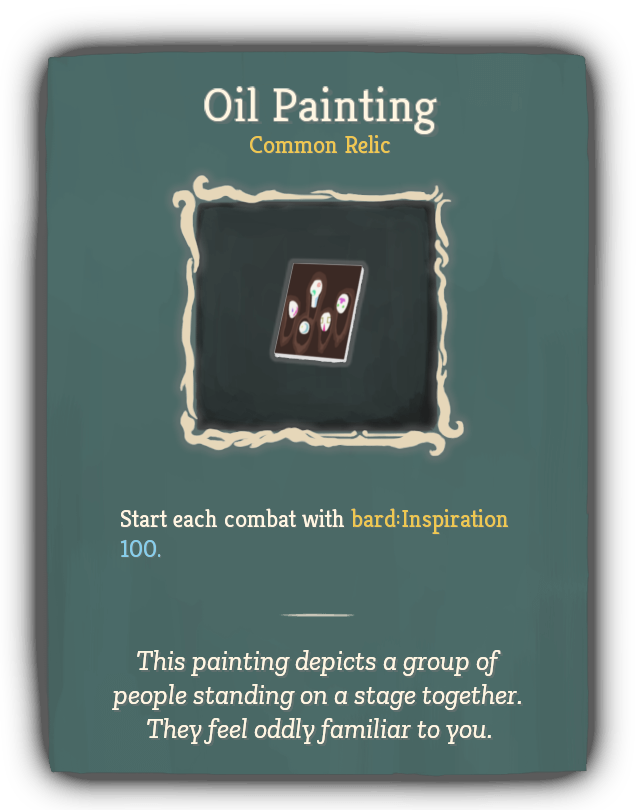 Oil Painting
Common Relic
Start each combat with bard:Inspiration
100.
This painting depicts a group of
people standing on a stage together.
They feel oddly familiar to you.